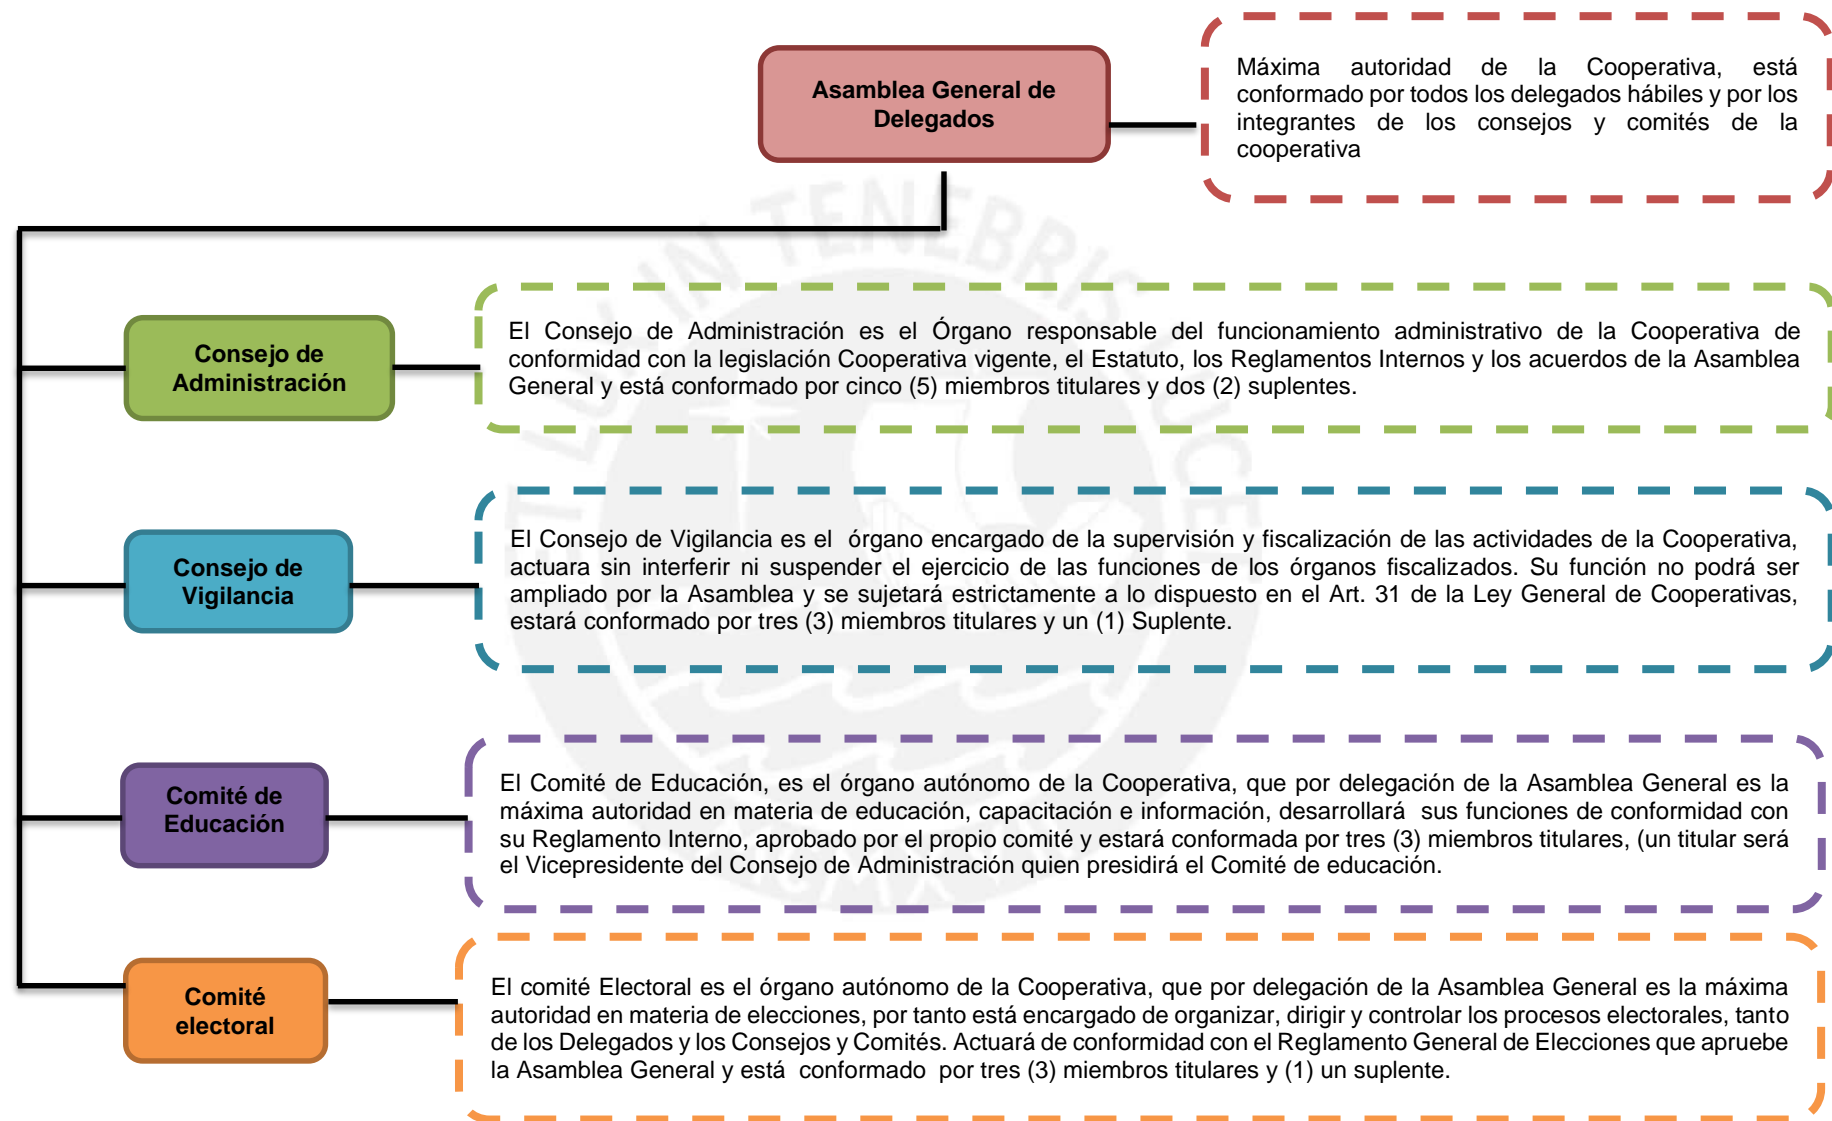 Asamblea General de
Delegados
Máxima autoridad de la Cooperativa, está
conformado por todos los delegados hábiles y por los
integrantes de los consejos y comités de la
cooperativa
Consejo de
Administración
El Consejo de Administración es el Órgano responsable del funcionamiento administrativo de la Cooperativa de
conformidad con la legislación Cooperativa vigente, el Estatuto, los Reglamentos Internos y los acuerdos de la Asamblea
General y está conformado por cinco (5) miembros titulares y dos (2) suplentes.
Consejo de
Vigilancia
El Consejo de Vigilancia es el órgano encargado de la supervisión y fiscalización de las actividades de la Cooperativa,
actuara sin interferir ni suspender el ejercicio de las funciones de los órganos fiscalizados. Su función no podrá ser
ampliado por la Asamblea y se sujetará estrictamente a lo dispuesto en el Art. 31 de la Ley General de Cooperativas,
estará conformado por tres (3) miembros titulares y un (1) Suplente.
Comité de
Educación
El Comité de Educación, es el órgano autónomo de la Cooperativa, que por delegación de la Asamblea General es la
máxima autoridad en materia de educación, capacitación e información, desarrollará sus funciones de conformidad con
su Reglamento Interno, aprobado por el propio comité y estará conformada por tres (3) miembros titulares, (un titular será
el Vicepresidente del Consejo de Administración quien presidirá el Comité de educación.
Comité
electoral
El comité Electoral es el órgano autónomo de la Cooperativa, que por delegación de la Asamblea General es la máxima
autoridad en materia de elecciones, por tanto está encargado de organizar, dirigir y controlar los procesos electorales, tanto
de los Delegados y los Consejos y Comités. Actuará de conformidad con el Reglamento General de Elecciones que apruebe
la Asamblea General y está conformado por tres (3) miembros titulares y (1) un suplente.
ET LUX IN TENEBRIS LUCET